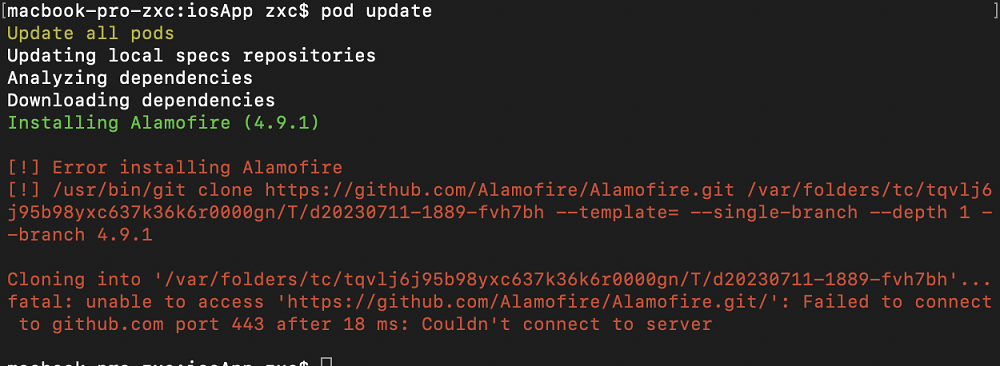 [macbook-pro-zxc:iosApp zxc$ pod update ]
Update all pods
Updating local specs repositories
Analyzing dependencies
Downloading dependencies
Installing Alamofire (4.9.1)
[!] Error installing Alamofire
[!] /usr/bin/git clone https://github.com/Alamofire/Alamofire.git /var/folders/tc/tqvlj6
j95b98yxc637k36k6r0000gn/T/d20230711-1889-fvh7bh --template= --single-branch --depth 1 -
-branch 4.9.1
Cloning into '/var/folders/tc/tqvlj6j95b98yxc637k36k6r0000gn/T/d20230711-1889-fvh7bh'...
fatal: unable to access 'https://github.com/Alamofire/Alamofire.git/': Failed to connect
 to github.com port 443 after 18 ms: Couldn't connect to server
macbook-pro-zxc:iosApp zxc$